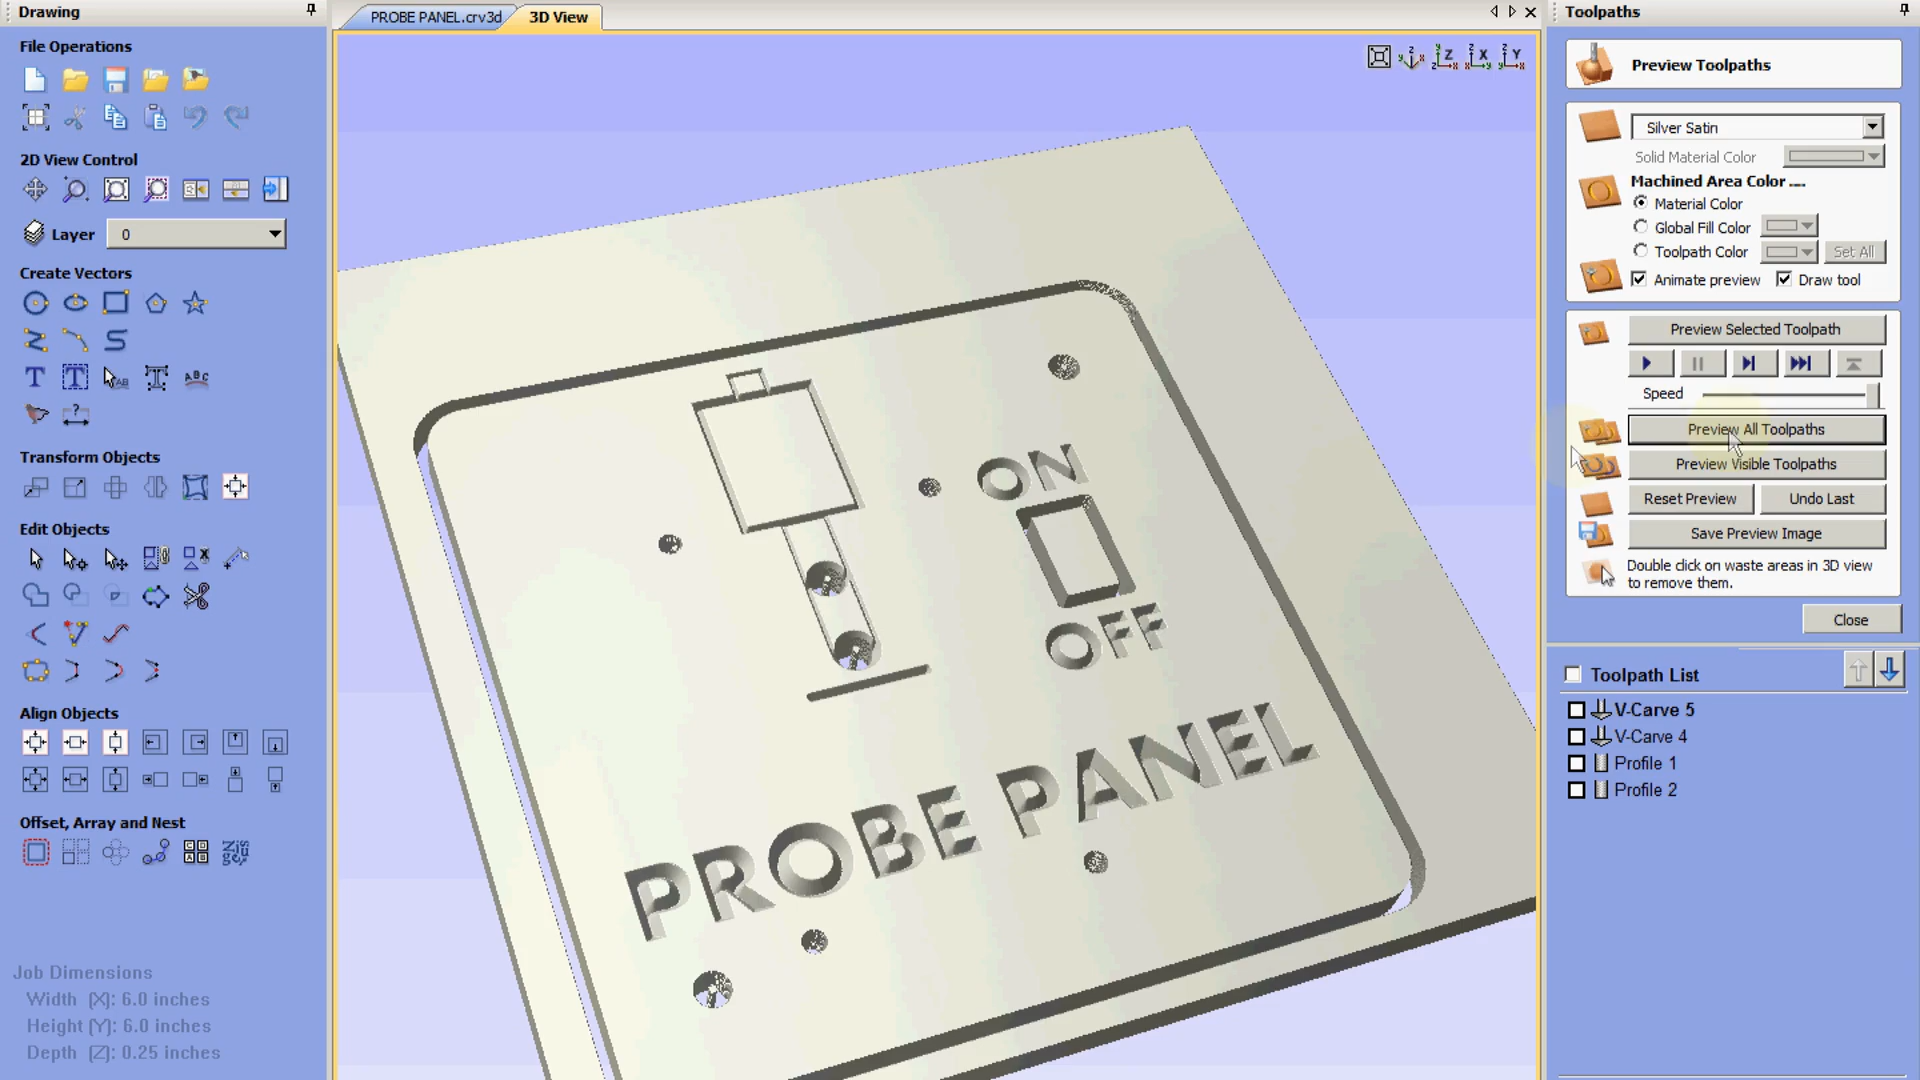 Drawing
File Operations
2D View Control
Layer 0
Create Vectors
Transform Objects
Edit Objects
Align Objects
Offset, Array and Nest
Job Dimensions
Width (X): 6.0 inches
Height (Y): 6.0 inches
Depth (Z): 0.25 inches
PROBE PANEL.crv3d
3D View
ON
OFF
PROBE PANEL
Toolpaths
Preview Toolpaths
Silver Satin
Solid Material Color
Machined Area Color ....
Material Color
Global Fill Color
Toolpath Color Set All
Animate preview Draw tool
Preview Selected Toolpath
Speed
Preview All Toolpaths
Preview Visible Toolpaths
Reset Preview Undo Last
Save Preview Image
Double click on waste areas in 3D view
to remove them.
Close
Toolpath List
V-Carve 5
V-Carve 4
Profile 1
Profile 2